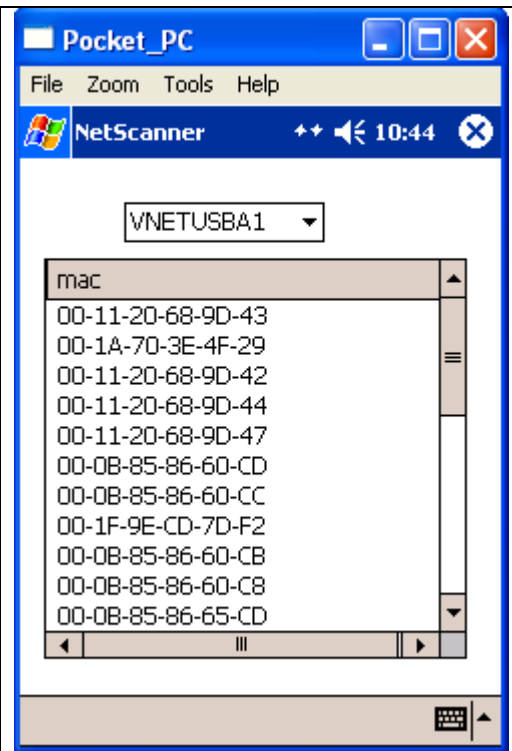 Pocket_PC
File Zoom Tools Help
NetScanner 10:44
VNETUSBA1
mac
00-11-20-68-9D-43
00-1A-70-3E-4F-29
00-11-20-68-9D-42
00-11-20-68-9D-44
00-11-20-68-9D-47
00-0B-85-86-60-CD
00-0B-85-86-60-CC
00-1F-9E-CD-7D-F2
00-0B-85-86-60-CB
00-0B-85-86-60-C8
00-0B-85-86-65-CD